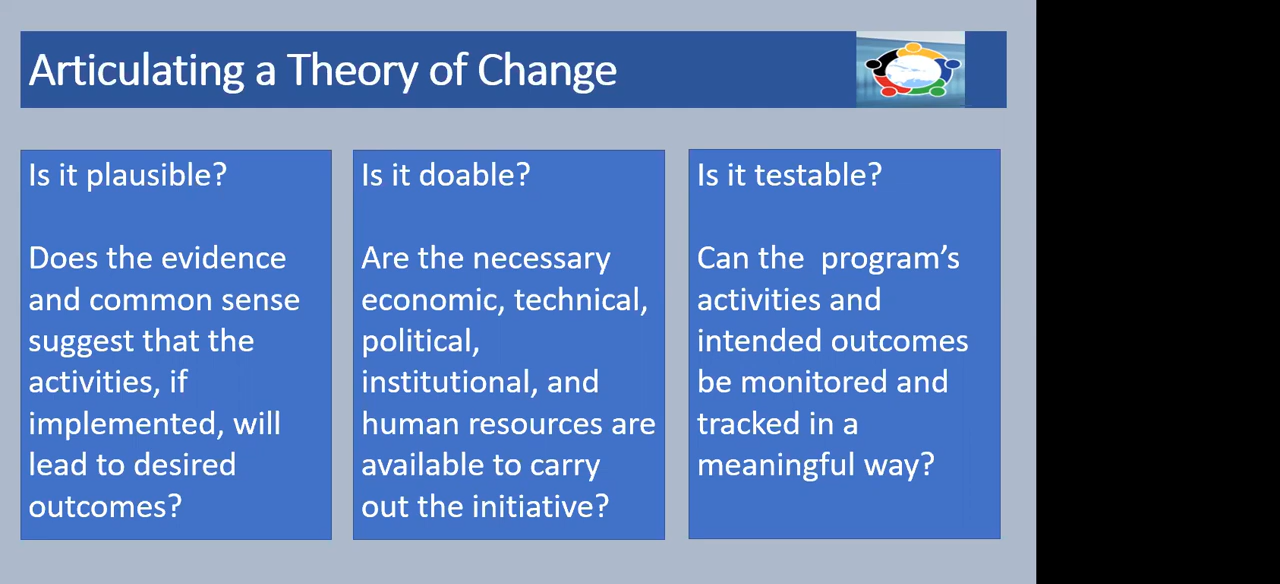 Articulating a Theory of Change
Is it plausible?
Does the evidence
and common sense
suggest that the
activities, if
implemented, will
lead to desired
outcomes?
Is it doable?
Are the necessary
economic, technical,
political,
institutional, and
human resources are
available to carry
out the initiative?
Is it testable?
Can the  program’s
activities and
intended outcomes
be monitored and
tracked in a
meaningful way?